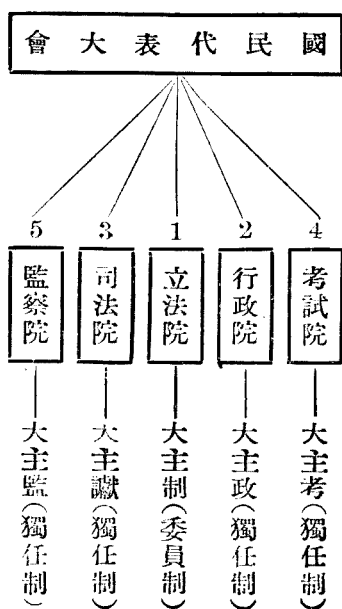 國民代表大會
4
考試院
大主考(獨任制)
2
行政院
大主政(獨任制)
1
立法院
大主制(委員制)
3
司法院
大主讞(獨任制)
5
監察院
大主監(獨任制)